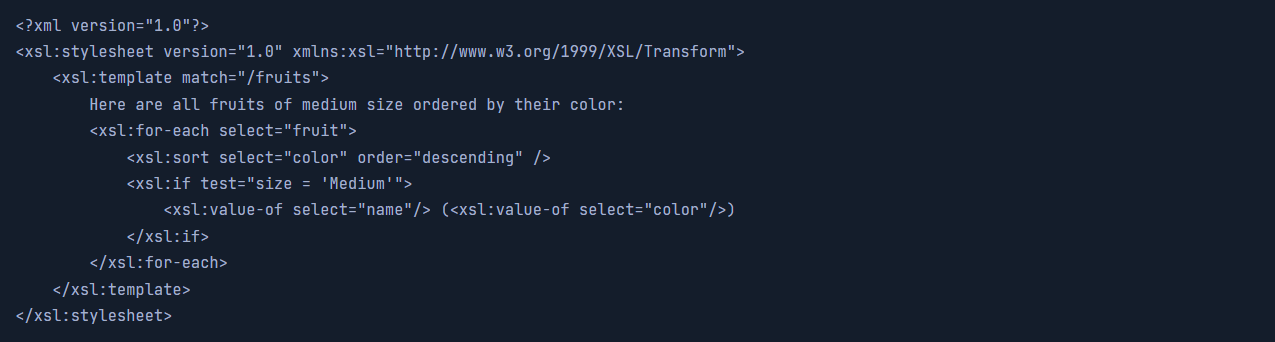 <?xml version="1.0"?>
<xsl:stylesheet version="1.0" xmlns:xsl="http://www.w3.org/1999/XSL/Transform">
    <xsl:template match="/fruits">
        Here are all fruits of medium size ordered by their color:
        <xsl:for-each select="fruit">
            <xsl:sort select="color" order="descending" />
            <xsl:if test="size = 'Medium'">
                <xsl:value-of select="name"/> (<xsl:value-of select="color"/>)
            </xsl:if>
        </xsl:for-each>
    </xsl:template>
</xsl:stylesheet>